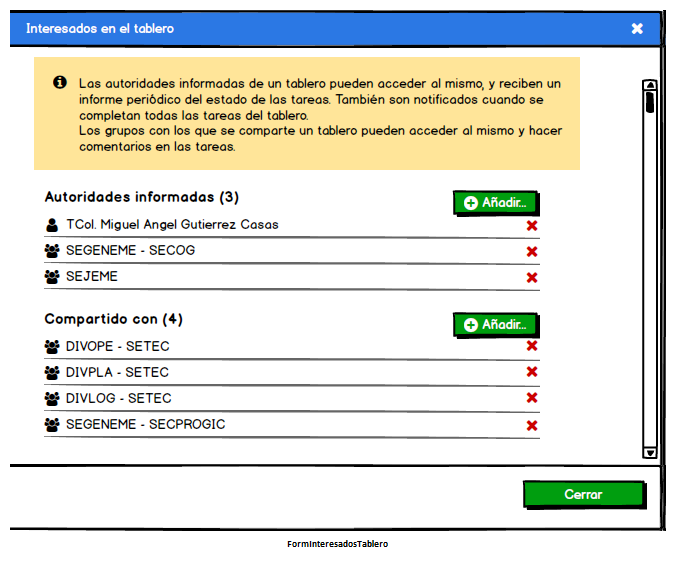 Interesados en el tablero
Las autoridades informadas de un tablero pueden acceder al mismo, y reciben un
informe periódico del estado de las tareas. También son notificados cuando se
completan todas las tareas del tablero.
Los grupos con los que se comparte un tablero pueden acceder al mismo y hacer
comentarios en las tareas.
Autoridades informadas (3)
Añadir...
TCol. Miguel Angel Gutierrez Casas
SEGENEME - SECOG
SEJEME
Compartido con (4)
Añadir...
DIVOPE - SETEC
DIVPLA - SETEC
DIVLOG - SETEC
SEGENEME - SECPROGIC
Cerrar
FormInteresadosTablero